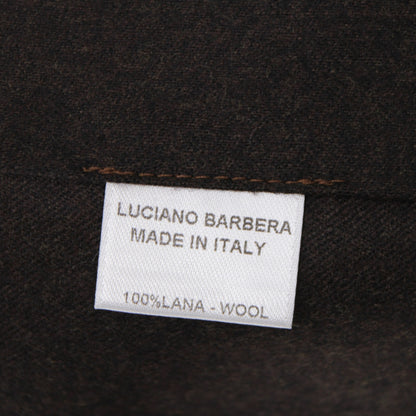 LUCIANO BARBERA
MADE IN ITALY
100%LANA - WOOL